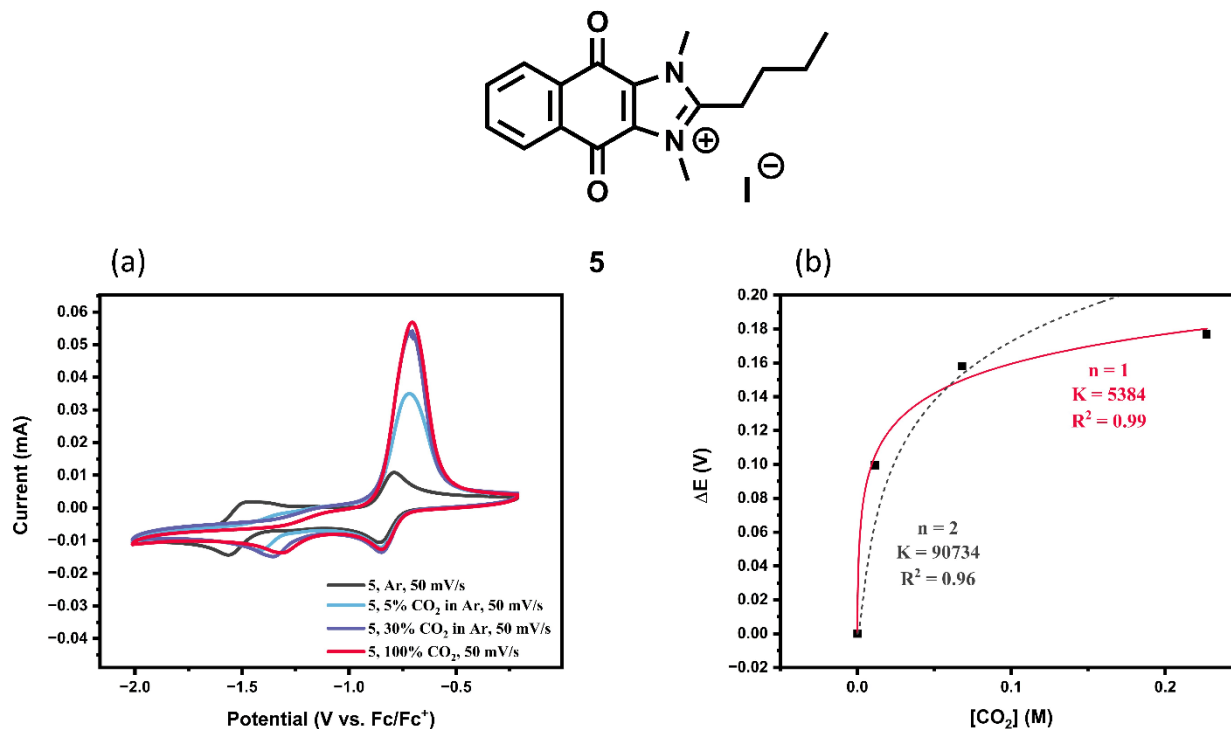 O
N
N
⊕
O
I
⊖
(a)
5
(b)
0.06
0.05
0.04
0.03
0.02
0.01
0.00
−0.01
−0.02
−0.03
−0.04
Current (mA)
5, Ar, 50 mV/s
5, 5% CO₂ in Ar, 50 mV/s
5, 30% CO₂ in Ar, 50 mV/s
5, 100% CO₂, 50 mV/s
−2.0 −1.5 −1.0 −0.5
Potential (V vs. Fc/Fc⁺)
0.20
0.18
0.16
0.14
0.12
0.10
0.08
0.06
0.04
0.02
0.00
−0.02
ΔE (V)
n = 1
K = 5384
R² = 0.99
n = 2
K = 90734
R² = 0.96
0.0 0.1 0.2
[CO₂] (M)